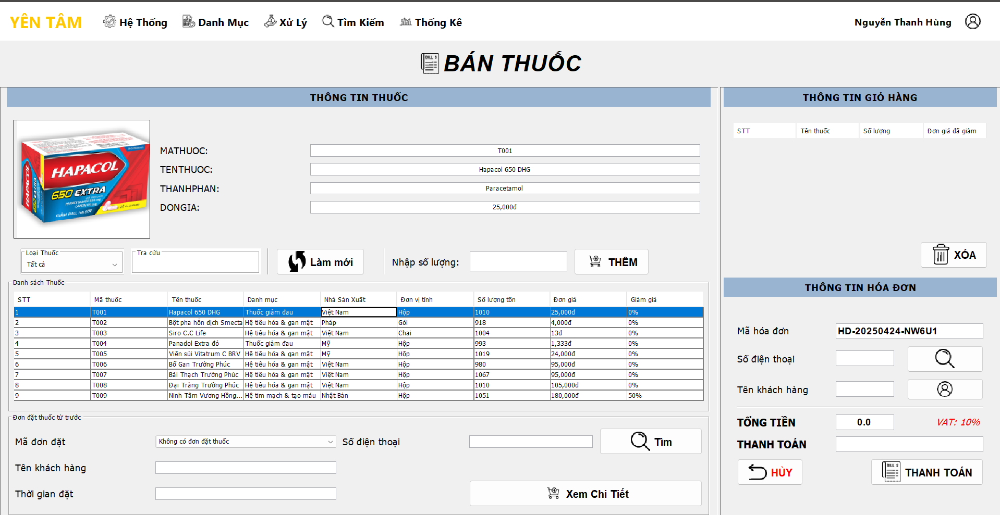 YÊN TÂM Hệ Thống Danh Mục Xử Lý Tìm Kiếm Thống Kê Nguyễn Thanh Hùng
BILL $ BÁN THUỐC
THÔNG TIN THUỐC
HAPACOL
650 EXTRA
PARACETAMOL 650 mg
CAFEIN 65 mg
GIẢM ĐAU, HẠ SỐT
HAPACOL 650 EXTRA
MATHUOC: T001
TENTHUOC: Hapacol 650 DHG
THANHPHAN: Paracetamol
DONGIA: 25,000đ
Loại Thuốc
Tất cả
Tra cứu
Làm mới
Nhập số lượng:
THÊM
Danh sách Thuốc
STT Mã thuốc Tên thuốc Danh mục Nhà Sản Xuất Đơn vị tính Số lượng tồn Đơn giá Giảm giá
1 T001 Hapacol 650 DHG Thuốc giảm đau Việt Nam Hộp 1010 25,000đ 0%
2 T002 Bột pha hỗn dịch Smecta Hệ tiêu hóa & gan mật Pháp Gói 918 4,000đ 0%
3 T003 Siro C.C Life Hệ tiêu hóa & gan mật Việt Nam Chai 1004 13đ 0%
4 T004 Panadol Extra đỏ Thuốc giảm đau Mỹ Hộp 993 1,333đ 0%
5 T005 Viên sủi Vitatrum C BRV Hệ tiêu hóa & gan mật Mỹ Hộp 1019 24,000đ 0%
6 T006 Bổ Gan Trường Phúc Hệ tiêu hóa & gan mật Việt Nam Hộp 980 95,000đ 0%
7 T007 Bài Thạch Trường Phúc Hệ tiêu hóa & gan mật Việt Nam Hộp 1067 95,000đ 0%
8 T008 Đại Tràng Trường Phúc Hệ tiêu hóa & gan mật Việt Nam Hộp 1010 105,000đ 0%
9 T009 Ninh Tâm Vương Hồng... Hệ tim mạch & tạo máu Nhật Bản Hộp 1051 180,000đ 50%
Đơn đặt thuốc từ trước
Mã đơn đặt Không có đơn đặt thuốc Số điện thoại Tìm
Tên khách hàng
Thời gian đặt Xem Chi Tiết
THÔNG TIN GIỎ HÀNG
STT Tên thuốc Số lượng Đơn giá đã giảm
XÓA
THÔNG TIN HÓA ĐƠN
Mã hóa đơn HD-20250424-NW6U1
Số điện thoại
Tên khách hàng
TỔNG TIỀN 0.0 VAT: 10%
THANH TOÁN
HỦY BILL $ THANH TOÁN